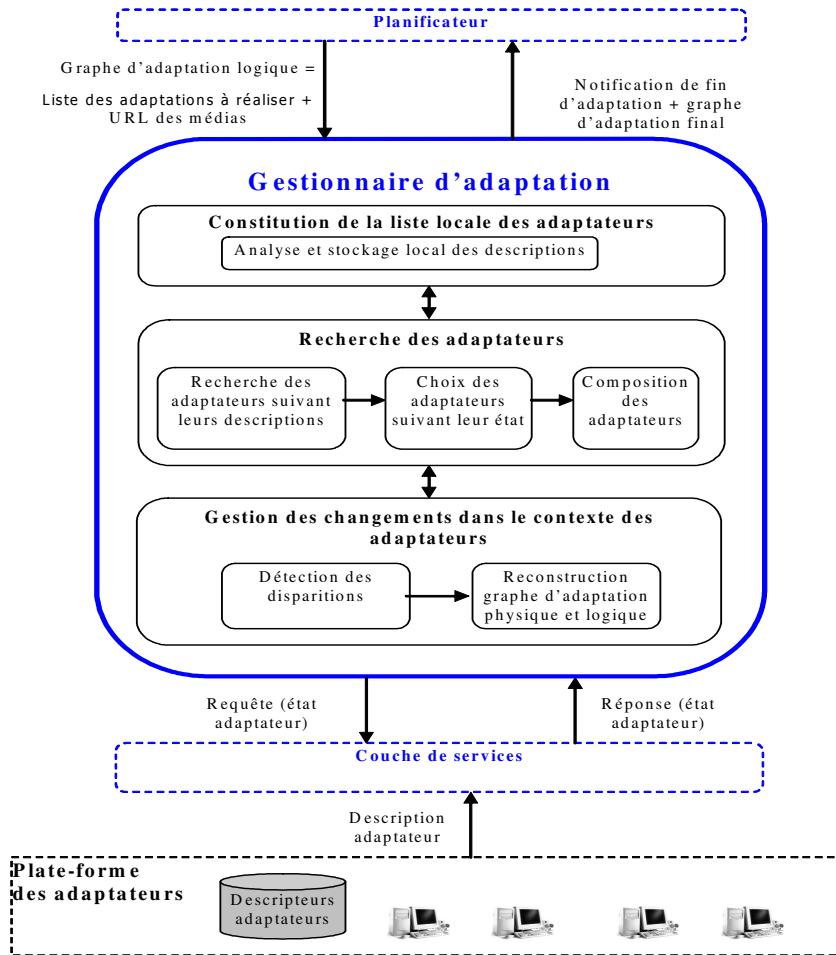 Planificateur
Graphe d'adaptation logique =
Liste des adaptations à réaliser +
URL des médias
Notification de fin
d'adaptation + graphe
d'adaptation final
Gestionnaire d'adaptation
Constitution de la liste locale des adaptateurs
Analyse et stockage local des descriptions
Recherche des adaptateurs
Recherche des
adaptateurs suivant
leurs descriptions
Choix des
adaptateurs
suivant leur état
Composition
des
adaptateurs
Gestion des changements dans le contexte des
adaptateurs
Détection des
disparitions
Reconstruction
graphe d'adaptation
physique et logique
Requête (état
adaptateur)
Réponse (état
adaptateur)
Couche de services
Description
adaptateur
Plate-forme
des adaptateurs
Descripteurs
adaptateurs